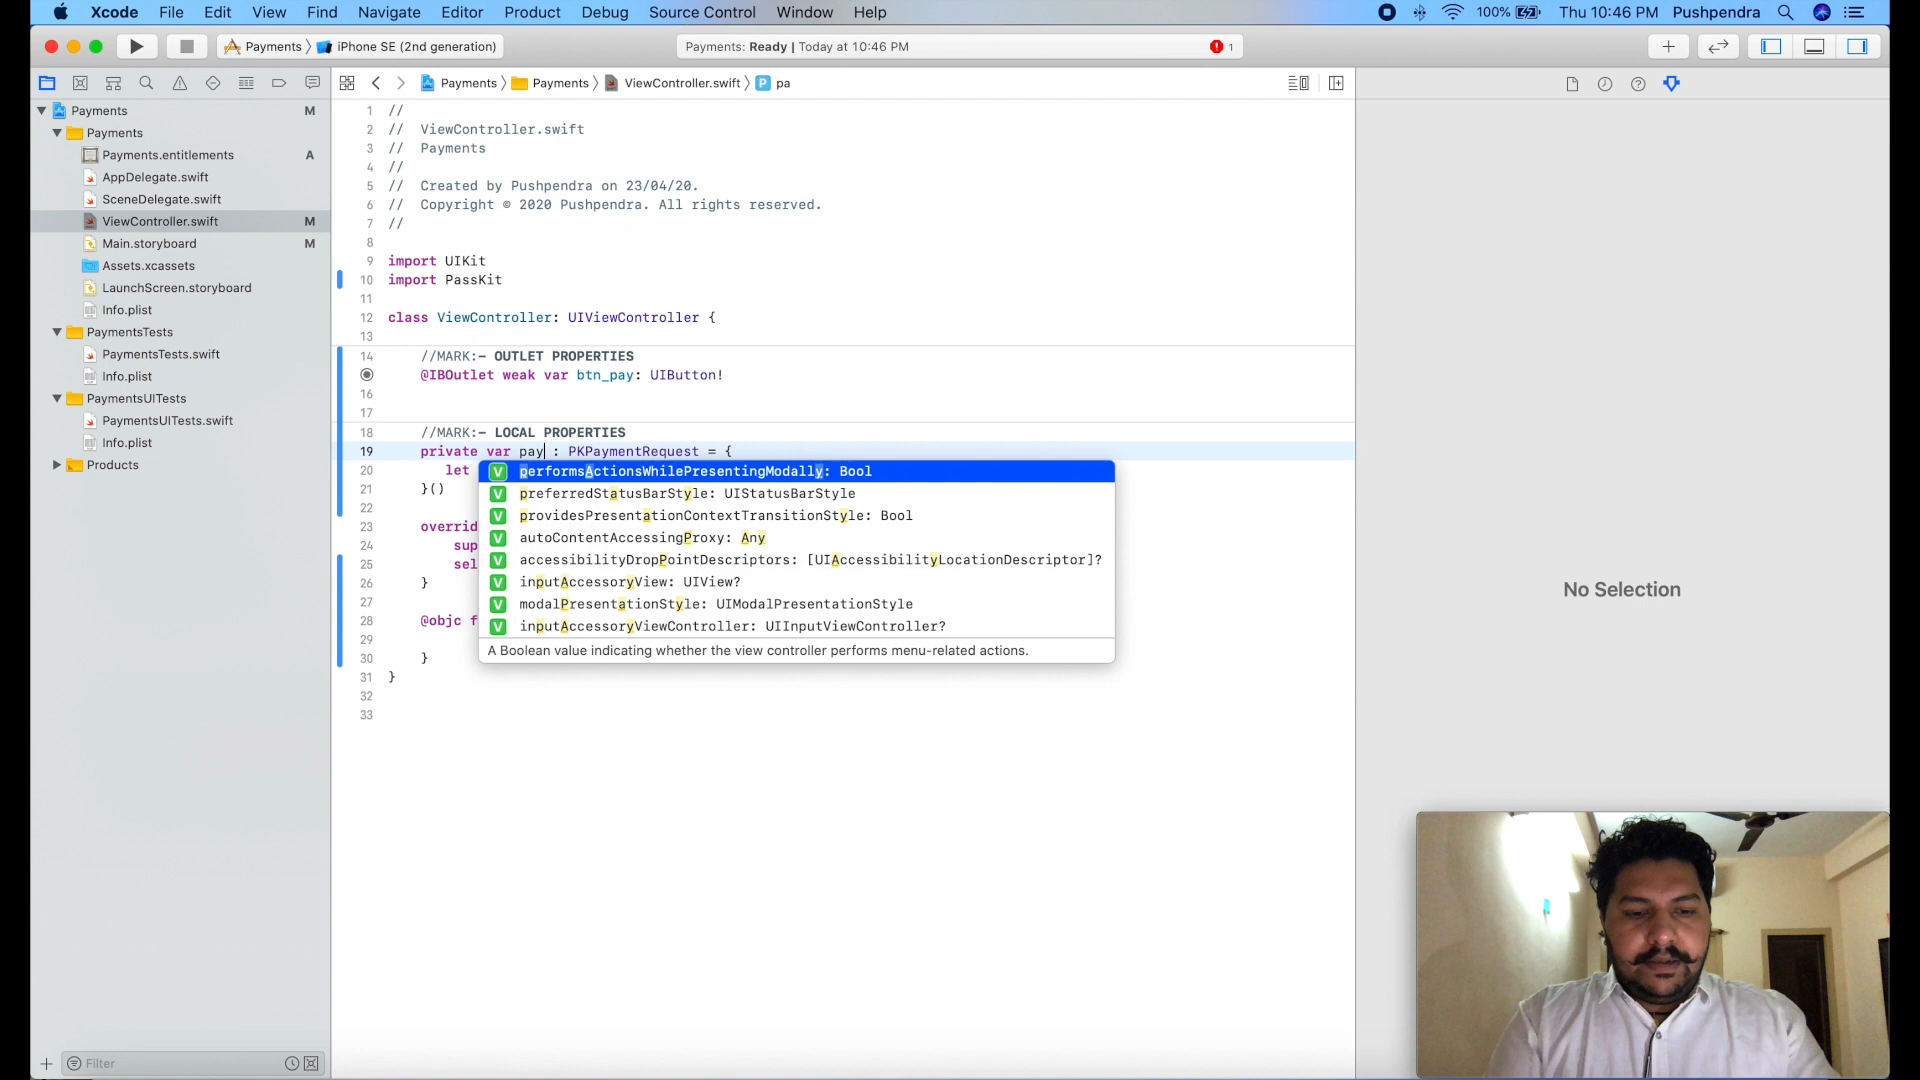 Xcode File Edit View Find Navigate Editor Product Debug Source Control Window Help 100% Thu 10:46 PM Pushpendra
Payments iPhone SE (2nd generation) Payments: Ready | Today at 10:46 PM 1
Payments Payments ViewController.swift P pa
Payments M
Payments
Payments.entitlements A
AppDelegate.swift
SceneDelegate.swift
ViewController.swift M
Main.storyboard M
Assets.xcassets
LaunchScreen.storyboard
Info.plist
PaymentsTests
PaymentsTests.swift
Info.plist
PaymentsUITests
PaymentsUITests.swift
Info.plist
Products
Filter
1 //
2 // ViewController.swift
3 // Payments
4 //
5 // Created by Pushpendra on 23/04/20.
6 // Copyright © 2020 Pushpendra. All rights reserved.
7 //
8
9 import UIKit
10 import PassKit
11
12 class ViewController: UIViewController {
13
14 //MARK:- OUTLET PROPERTIES
@IBOutlet weak var btn_pay: UIButton!
16
17
18 //MARK:- LOCAL PROPERTIES
19 private var pay : PKPaymentRequest = {
20 let
21 }()
22
23 overrid
24 sup
25 sel
26 }
27
28 @objc f
29
30 }
31 }
32
33
V performsActionsWhilePresentingModally: Bool
V preferredStatusBarStyle: UIStatusBarStyle
V providesPresentationContextTransitionStyle: Bool
V autoContentAccessingProxy: Any
V accessibilityDropPointDescriptors: [UIAccessibilityLocationDescriptor]?
V inputAccessoryView: UIView?
V modalPresentationStyle: UIModalPresentationStyle
V inputAccessoryViewController: UIInputViewController?
A Boolean value indicating whether the view controller performs menu-related actions.
No Selection